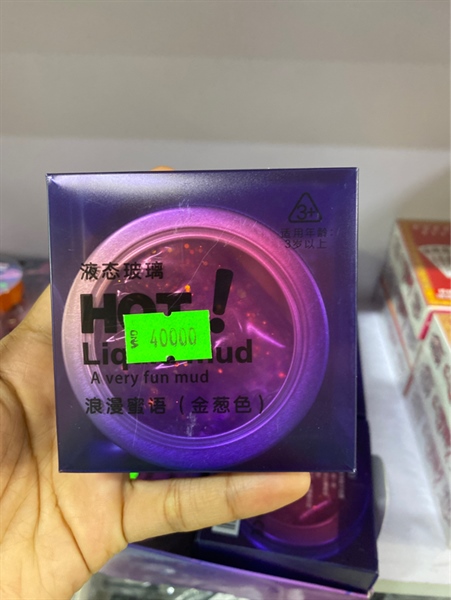 3+
适用年龄
3岁以上
液态玻璃
HOT!
VND 40000
Mud
A very fun mud
浪漫蜜语（金葱色）